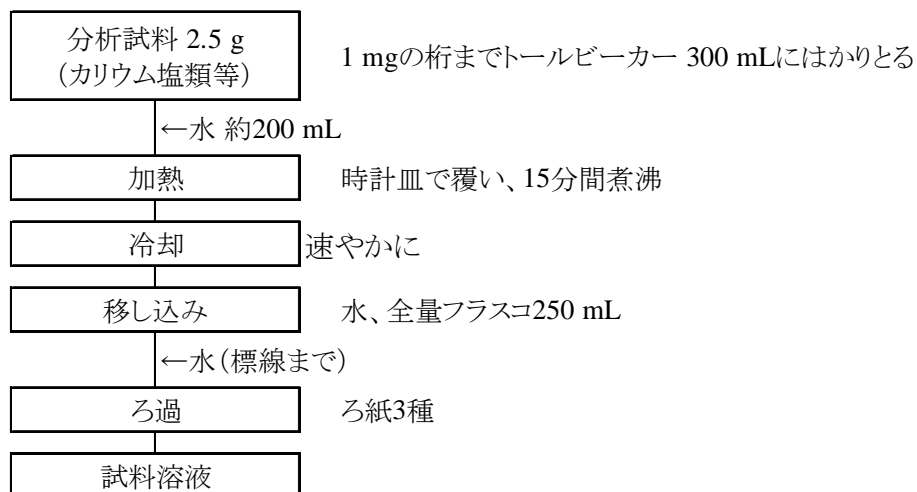 分析試料 2.5 g
(カリウム塩類等)
1 mgの桁までトールビーカー 300 mLにはかりとる
←水 約200 mL
加熱
時計皿で覆い、15分間煮沸
冷却
速やかに
移し込み
水、全量フラスコ250 mL
←水(標線まで)
ろ過
ろ紙3種
試料溶液